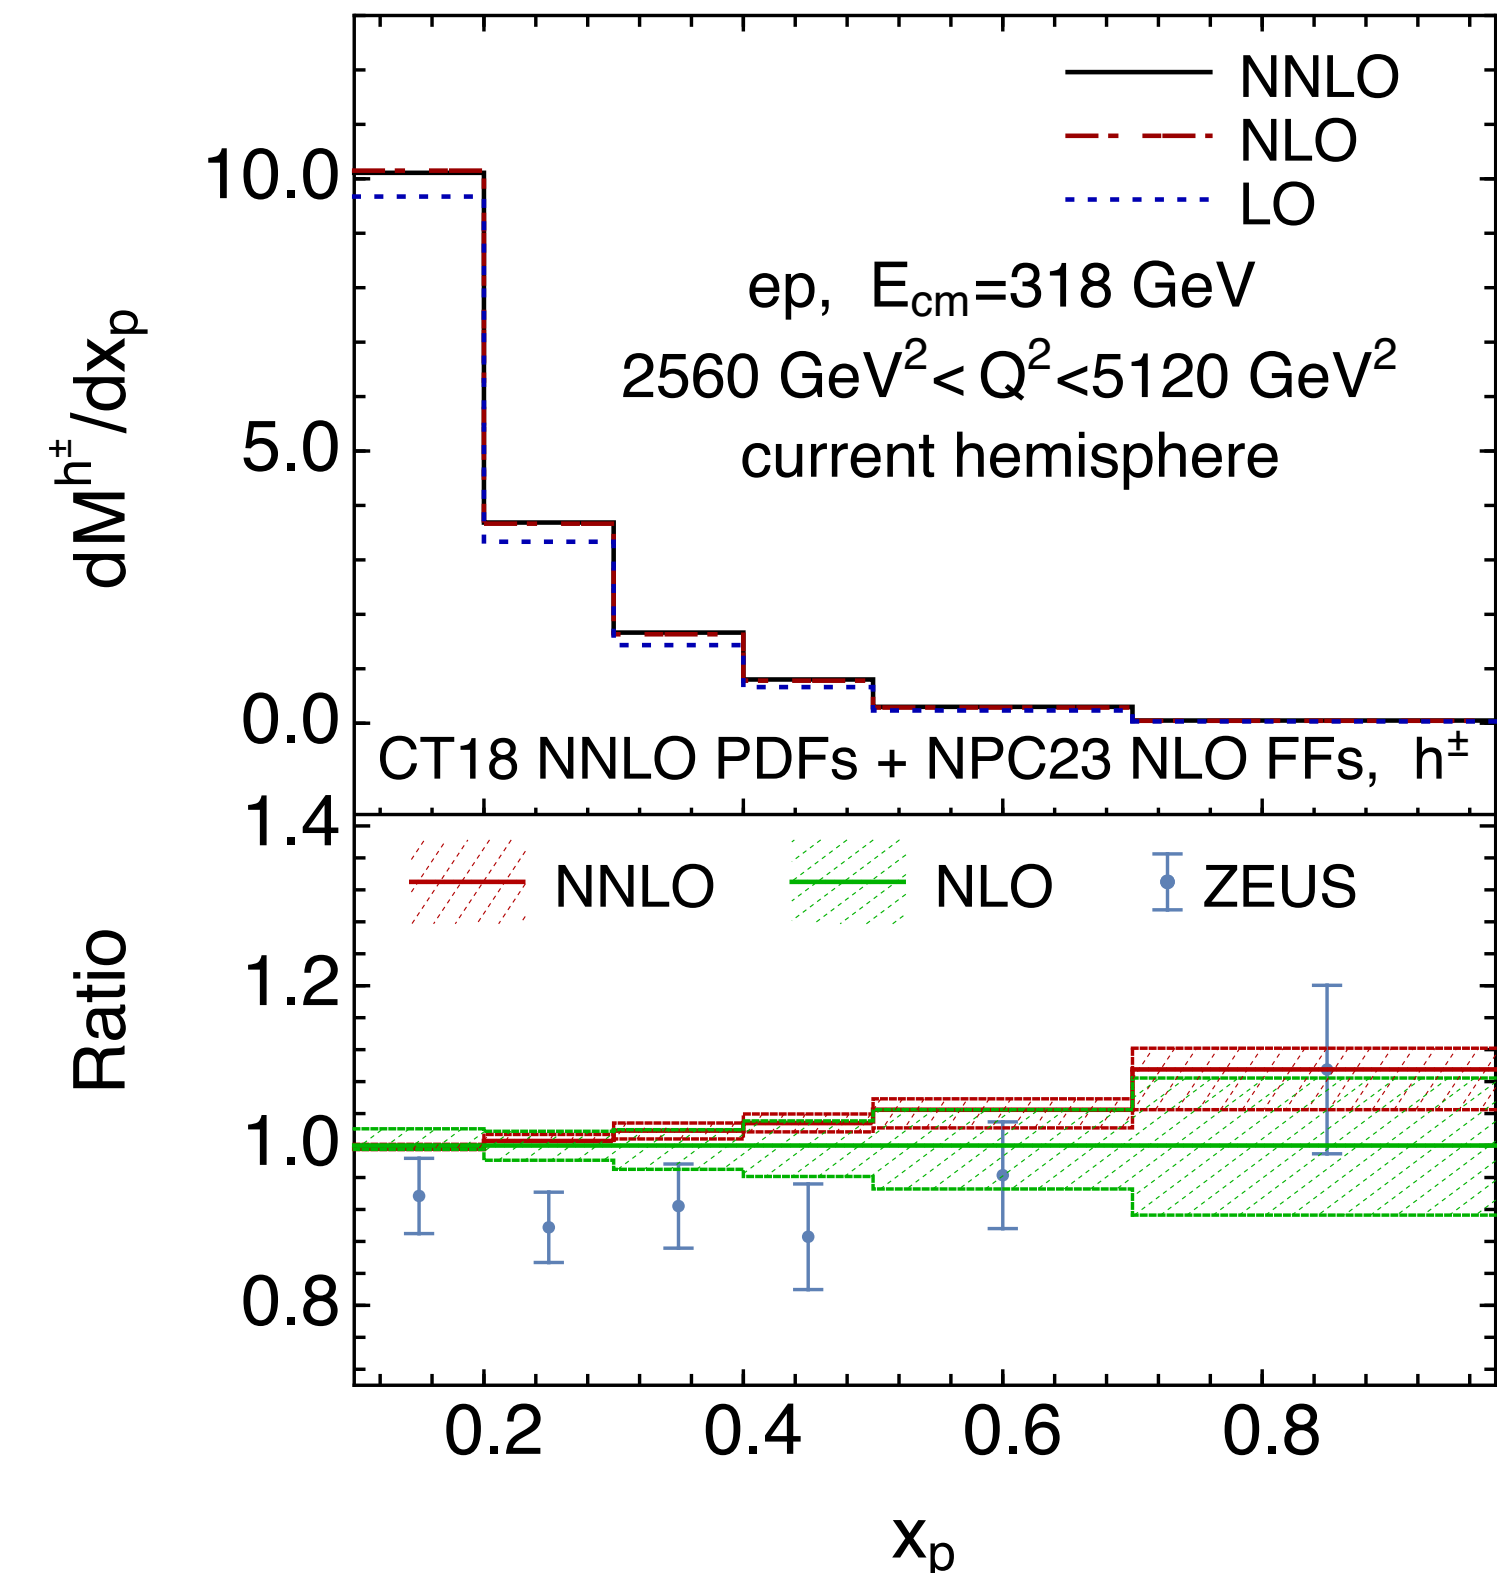 NNLO
NLO
LO
10.0
ep, E_cm=318 GeV
2560 GeV²< Q² <5120 GeV²
dM^h^± /dx_p
5.0
current hemisphere
0.0
CT18 NNLO PDFs + NPC23 NLO FFs, h^±
1.4
NNLO
NLO
ZEUS
Ratio
1.2
1.0
0.8
0.2 0.4 0.6 0.8
x_p